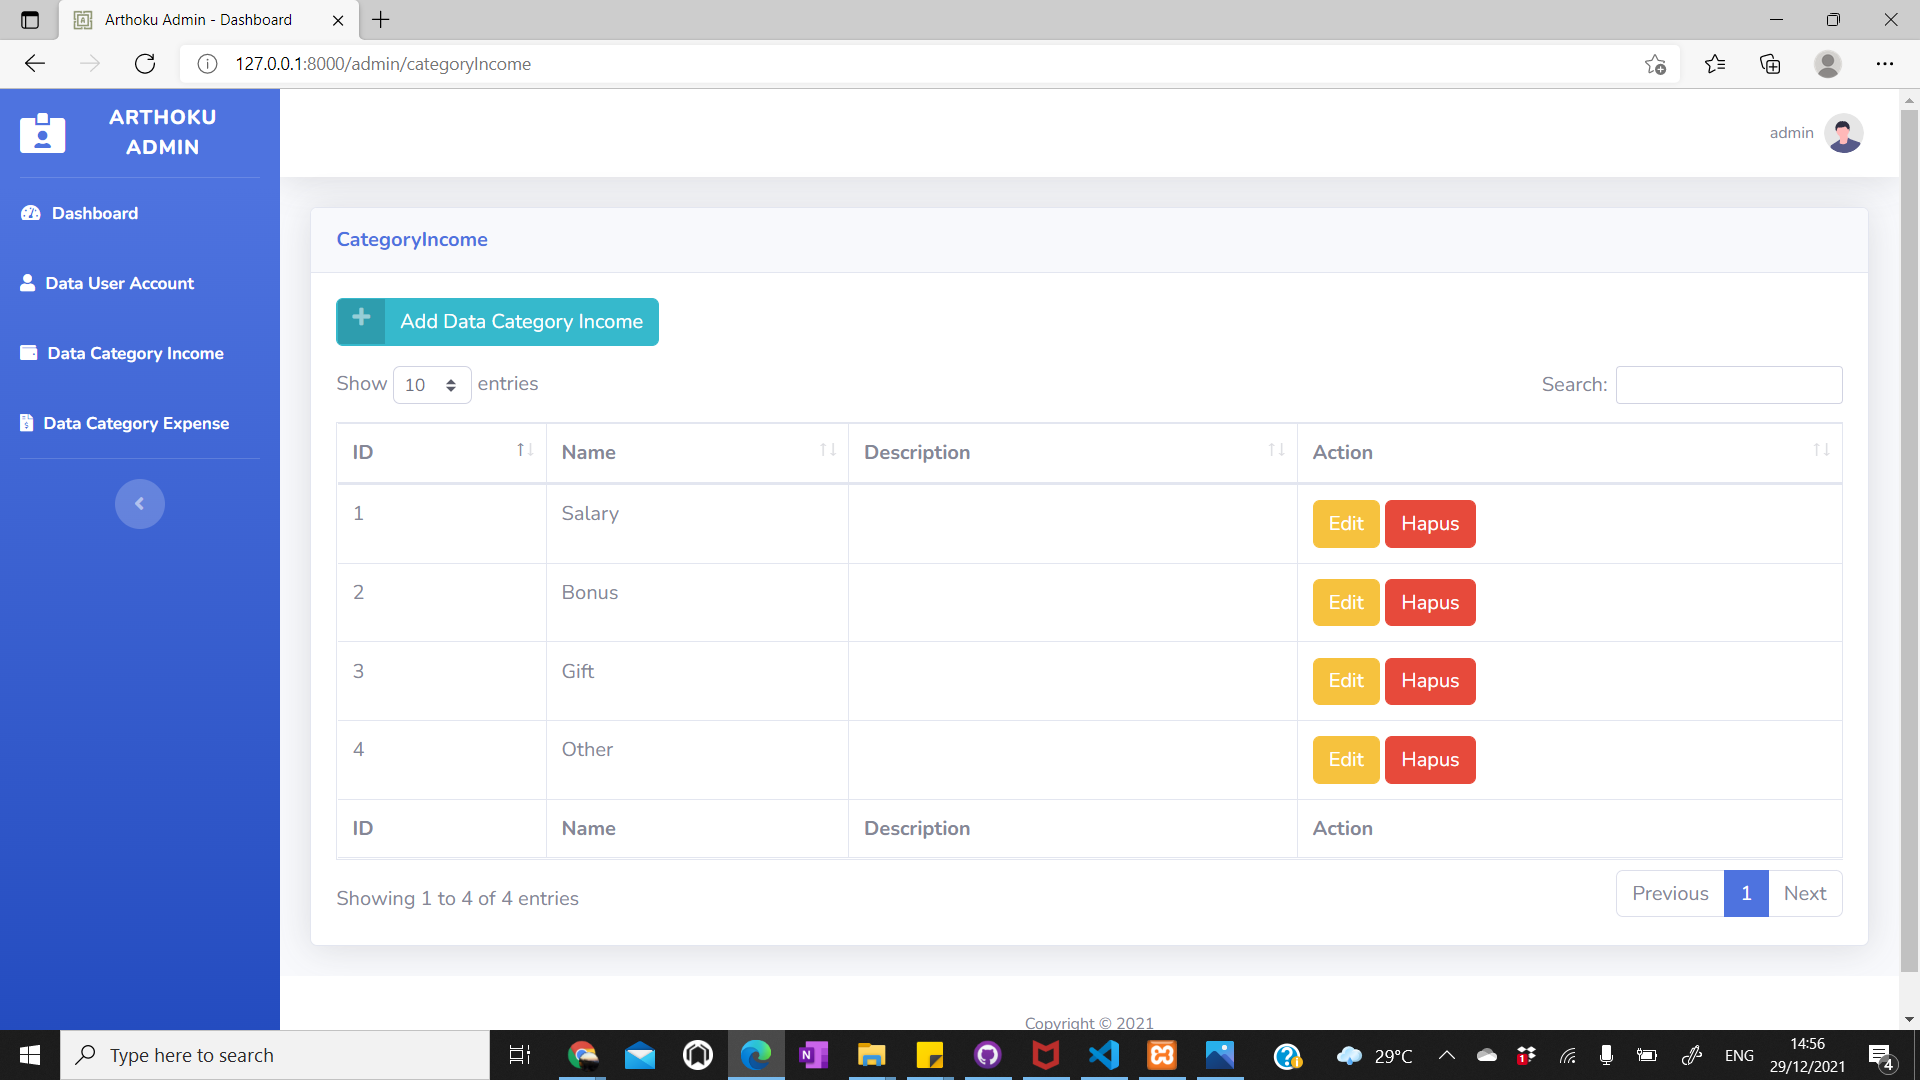 Arthoku Admin - Dashboard
127.0.0.1:8000/admin/categoryIncome
ARTHOKU
ADMIN
admin
Dashboard
Data User Account
Data Category Income
Data Category Expense
CategoryIncome
Add Data Category Income
Show 10 entries
Search:
ID Name Description Action
1 Salary Edit Hapus
2 Bonus Edit Hapus
3 Gift Edit Hapus
4 Other Edit Hapus
ID Name Description Action
Showing 1 to 4 of 4 entries
Previous 1 Next
Copyright © 2021
Type here to search
29°C
ENG
14:56
29/12/2021
4